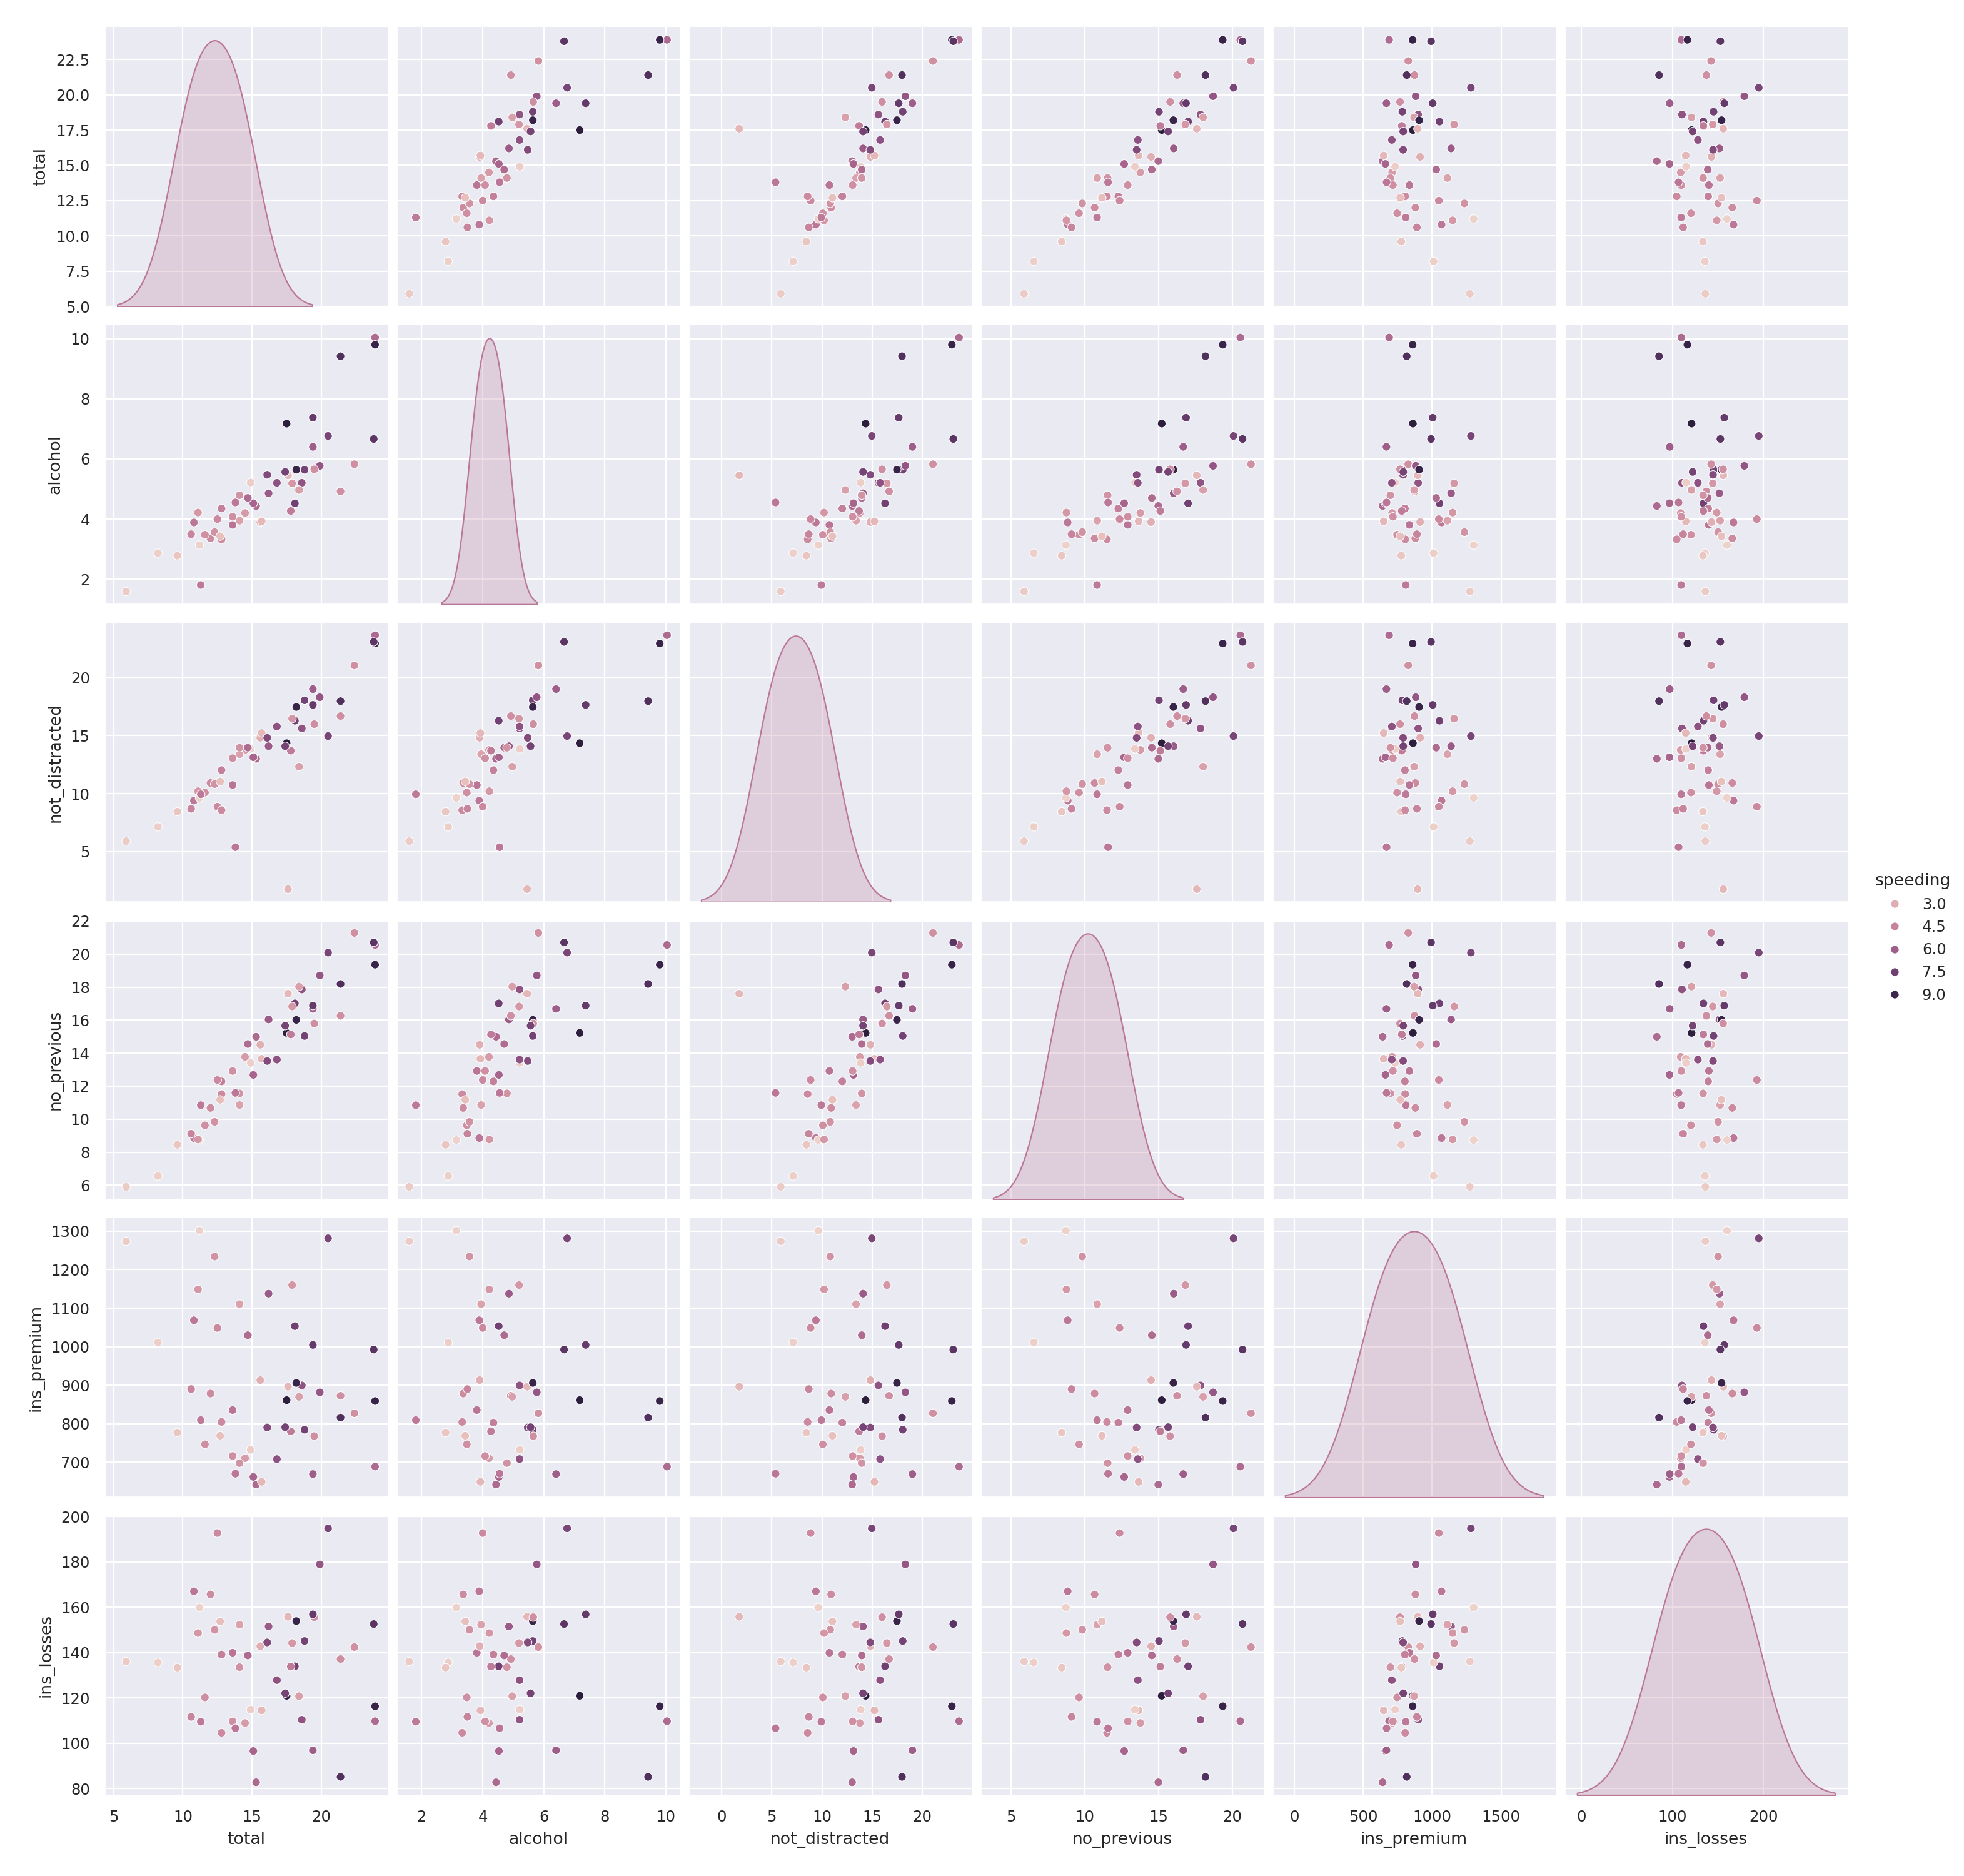 22.5
20.0
17.5
15.0
12.5
10.0
7.5
5.0
total
10
8
6
4
2
alcohol
20
15
10
5
not_distracted
22
20
18
16
14
12
10
8
6
no_previous
1300
1200
1100
1000
900
800
700
ins_premium
200
180
160
140
120
100
80
ins_losses
5 10 15 20
total
2 4 6 8 10
alcohol
0 5 10 15 20
not_distracted
5 10 15 20
no_previous
0 500 1000 1500
ins_premium
0 100 200
ins_losses
speeding
3.0
4.5
6.0
7.5
9.0